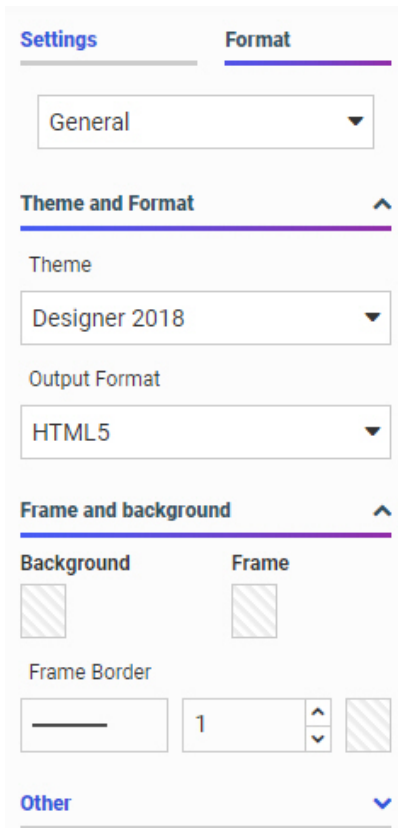 Settings Format
General
Theme and Format
Theme
Designer 2018
Output Format
HTML5
Frame and background
Background Frame
Frame Border
1
Other